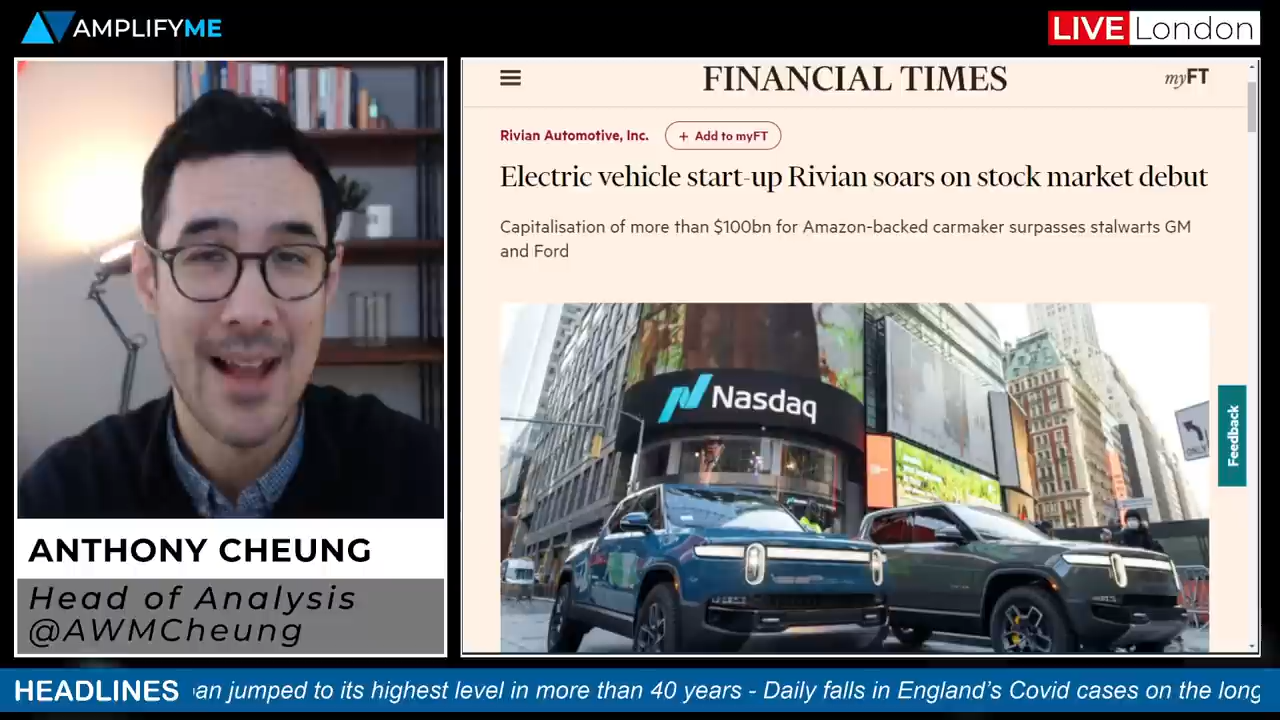 AMPLIFYME
LIVE London
FINANCIAL TIMES
myFT
Rivian Automotive, Inc.
+ Add to myFT
Electric vehicle start-up Rivian soars on stock market debut
Capitalisation of more than $100bn for Amazon-backed carmaker surpasses stalwarts GM
and Ford
Nasdaq
ONLY
Feedback
ANTHONY CHEUNG
Head of Analysis
@AWMCheung
HEADLINES
an jumped to its highest level in more than 40 years - Daily falls in England’s Covid cases on the long